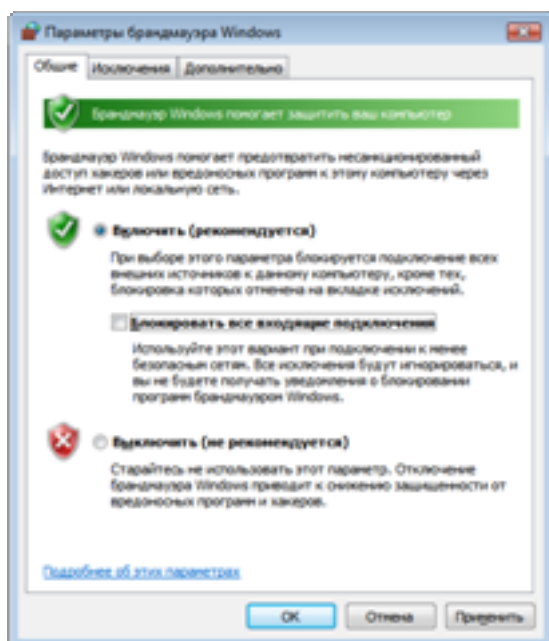 Параметры брандмауэра Windows
Общие Исключения Дополнительно
Брандмауэр Windows помогает защитить ваш компьютер
Брандмауэр Windows помогает предотвратить несанкционированный
доступ хакеров или вредоносных программ к этому компьютеру через
Интернет или локальную сеть.
Включить (рекомендуется)
При выборе этого параметра блокируется подключение всех
внешних источников к данному компьютеру, кроме тех,
блокировка которых отменена на вкладке исключений.
Блокировать все входящие подключения
Используйте этот вариант при подключении к менее
безопасным сетям. Все исключения будут игнорироваться, и
вы не будете получать уведомления о блокировании
программ брандмауэром Windows.
Выключить (не рекомендуется)
Старайтесь не использовать этот параметр. Отключение
брандмауэра Windows приводит к снижению защищенности от
вредоносных программ и хакеров.
Подробнее об этих параметрах
ОК Отмена Применить